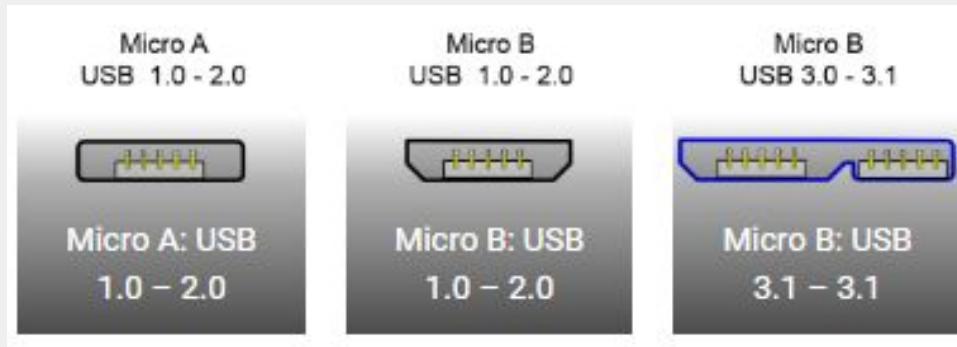 Micro A
USB 1.0 - 2.0
Micro A: USB
1.0 – 2.0
Micro B
USB 1.0 - 2.0
Micro B: USB
1.0 – 2.0
Micro B
USB 3.0 - 3.1
Micro B: USB
3.1 – 3.1